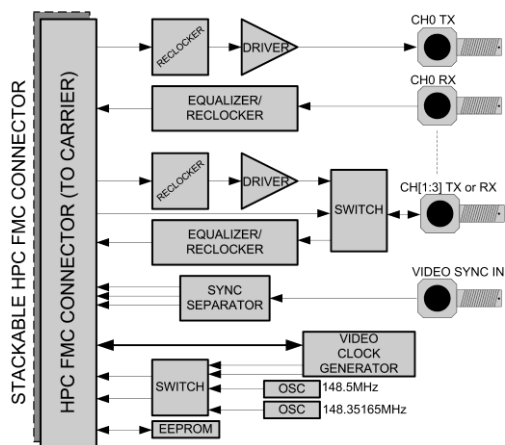 STACKABLE HPC FMC CONNECTOR
HPC FMC CONNECTOR (TO CARRIER)
CH0 TX
RECLOCKER
DRIVER
CH0 RX
EQUALIZER/
RECLOCKER
RECLOCKER
DRIVER
SWITCH
CH[1:3] TX or RX
EQUALIZER/
RECLOCKER
VIDEO SYNC IN
SYNC
SEPARATOR
VIDEO
CLOCK
GENERATOR
SWITCH
OSC
148.5MHz
OSC
148.35165MHz
EEPROM